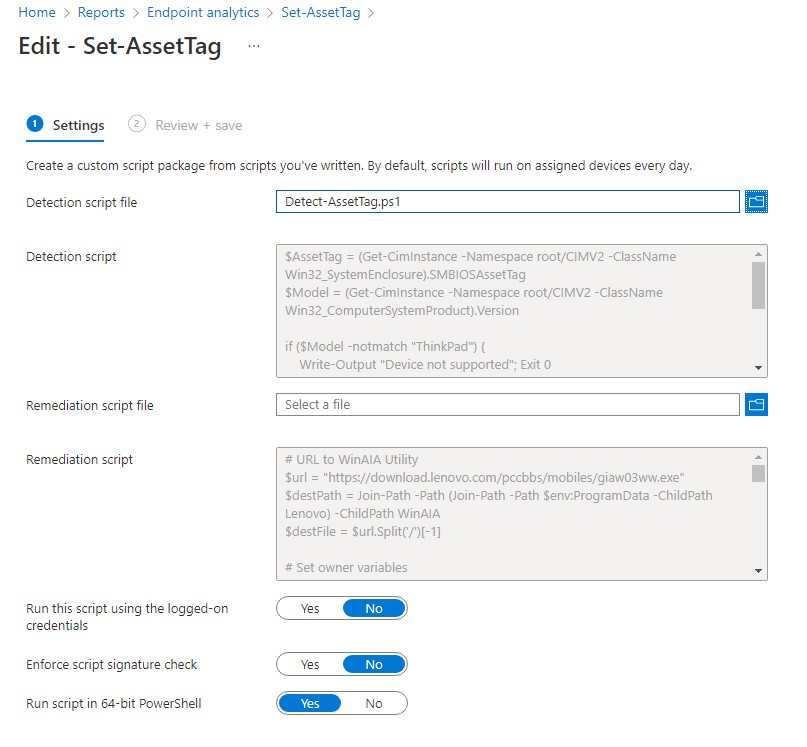 Home > Reports > Endpoint analytics > Set-AssetTag >
Edit - Set-AssetTag ...
1 Settings 2 Review + save
Create a custom script package from scripts you've written. By default, scripts will run on assigned devices every day.
Detection script file Detect-AssetTag.ps1
Detection script
$AssetTag = (Get-CimInstance -Namespace root/CIMV2 -ClassName
Win32_SystemEnclosure).SMBIOSAssetTag
$Model = (Get-CimInstance -Namespace root/CIMV2 -ClassName
Win32_ComputerSystemProduct).Version
if ($Model -notmatch "ThinkPad") {
Write-Output "Device not supported"; Exit 0
Remediation script file Select a file
Remediation script
# URL to WinAIA Utility
$url = "https://download.lenovo.com/pccbbs/mobiles/giaw03ww.exe"
$destPath = Join-Path -Path (Join-Path -Path $env:ProgramData -ChildPath
Lenovo) -ChildPath WinAIA
$destFile = $url.Split('/')[-1]
# Set owner variables
Run this script using the logged-on
credentials
Yes No
Enforce script signature check Yes No
Run script in 64-bit PowerShell Yes No